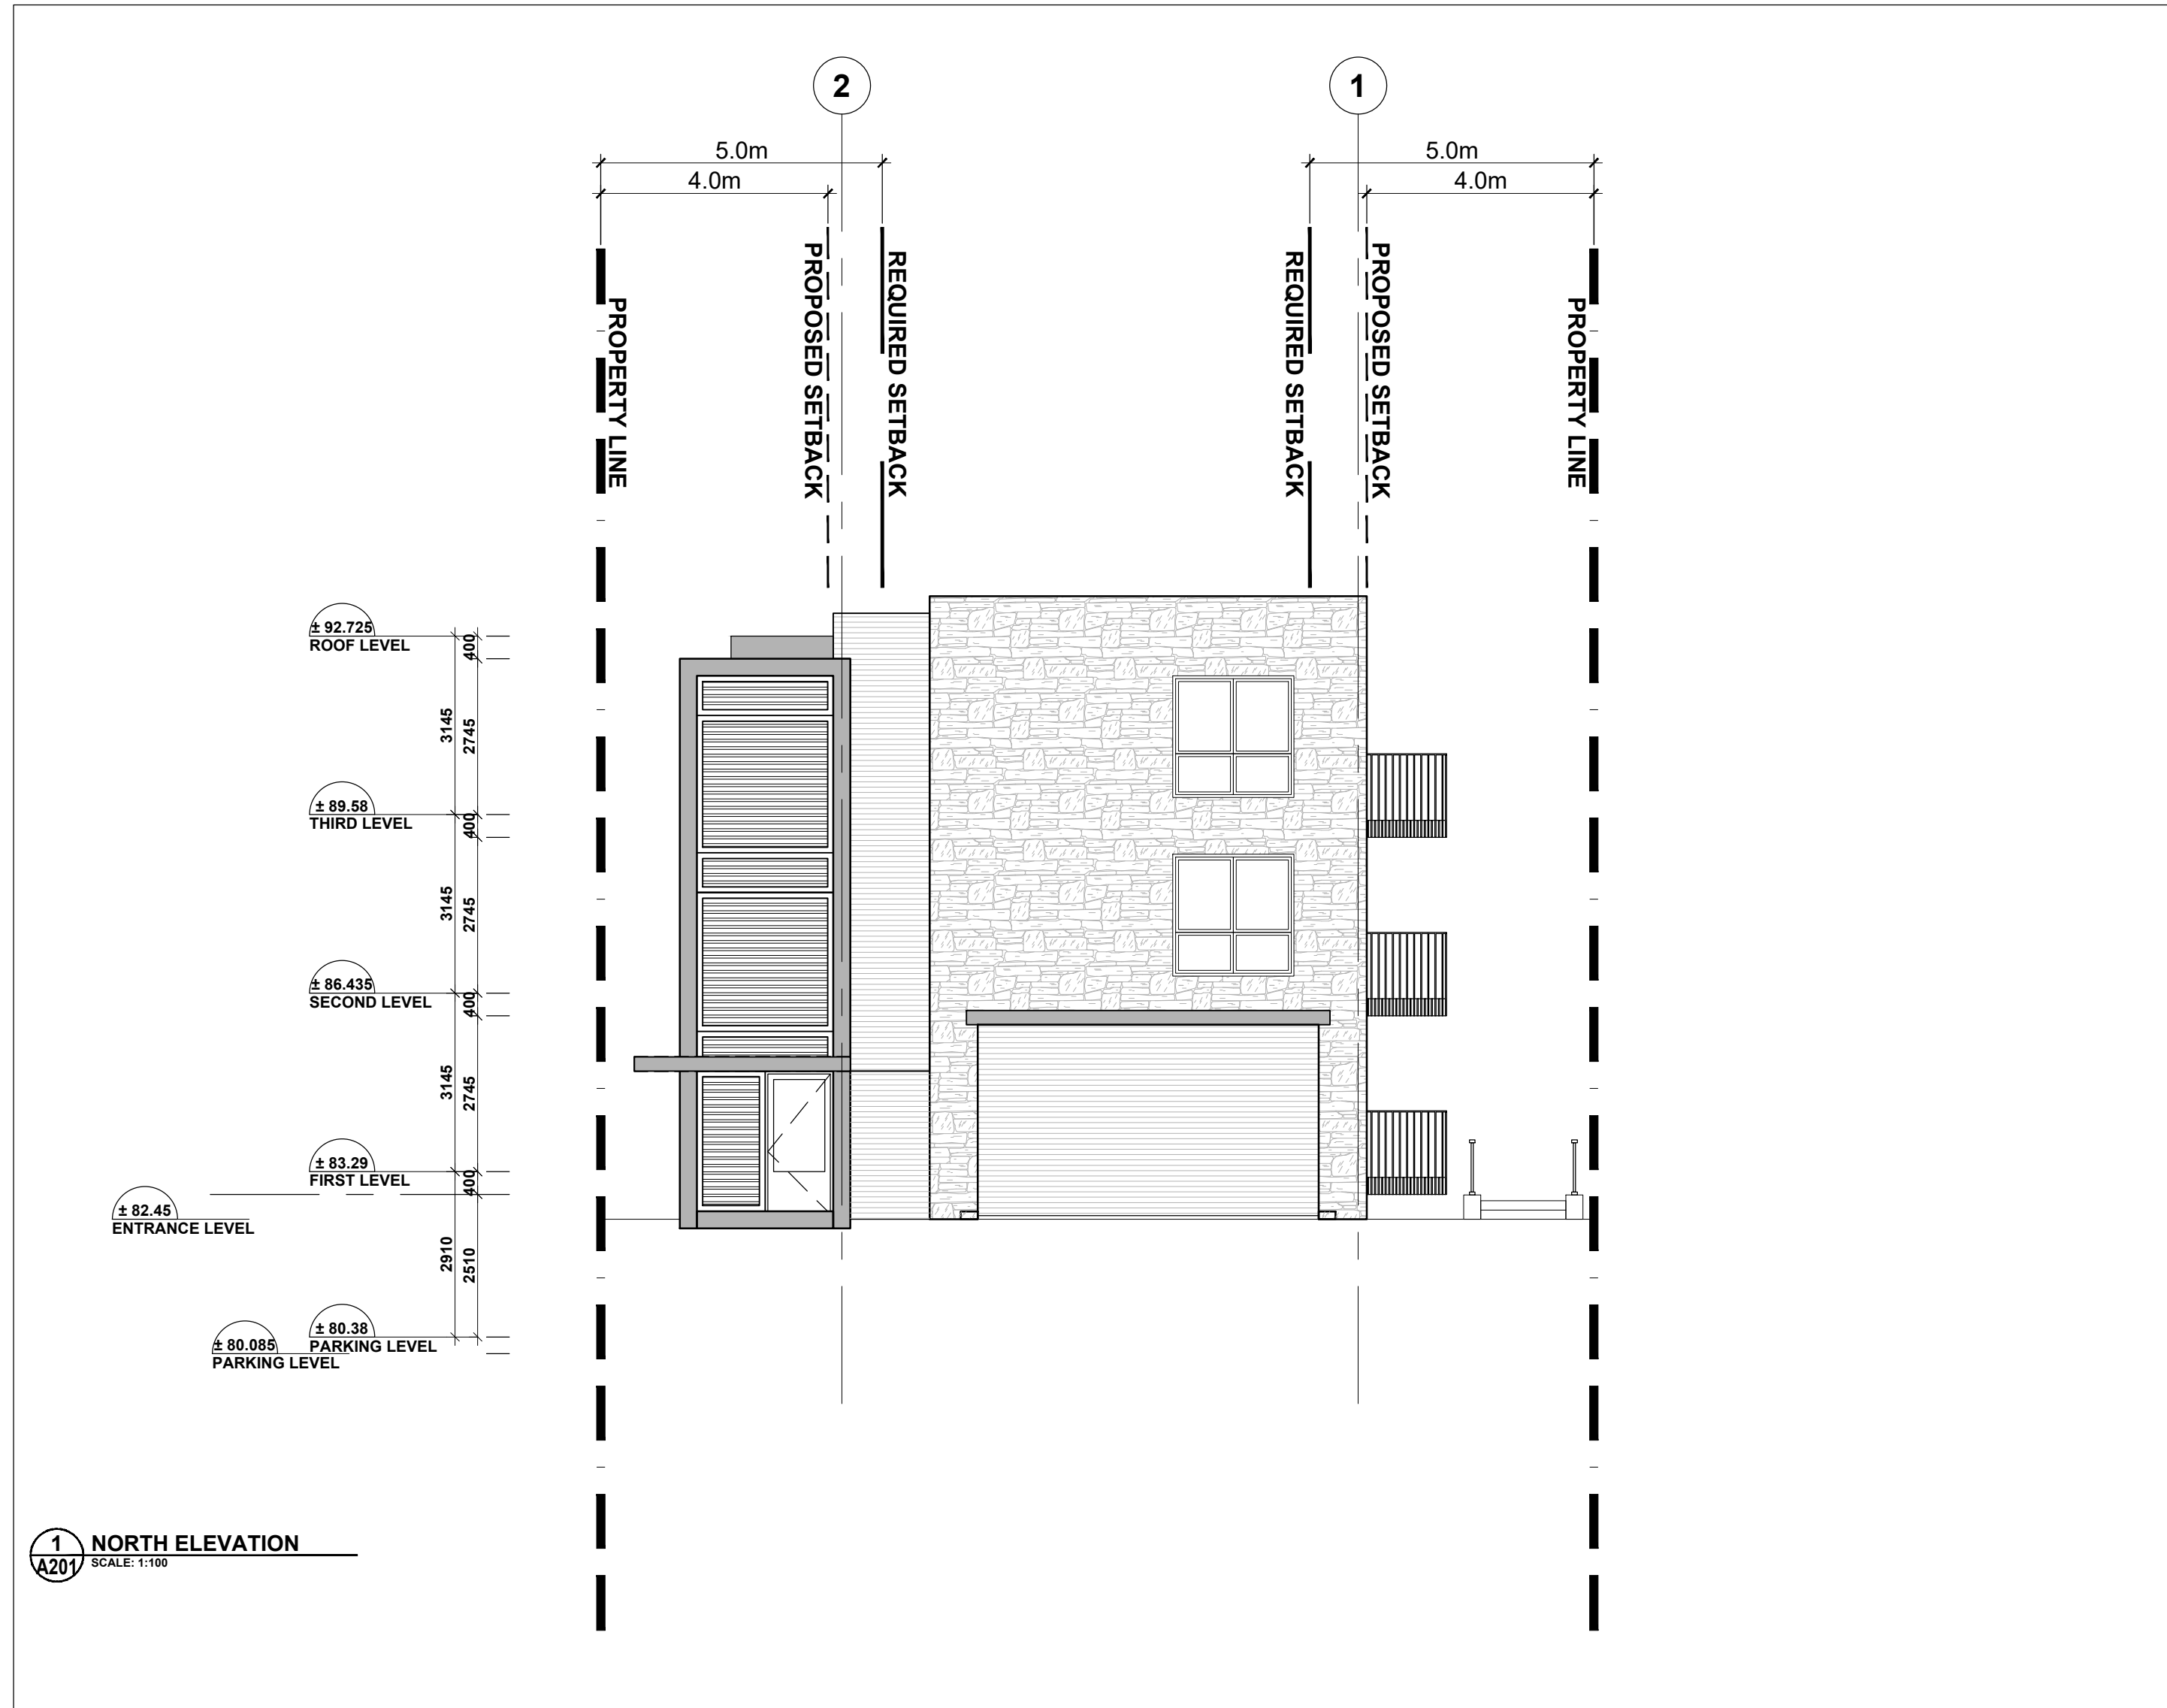 2
1
5.0m
5.0m
4.0m
4.0m
PROPERTY LINE
PROPOSED SETBACK
REQUIRED SETBACK
REQUIRED SETBACK
PROPOSED SETBACK
PROPERTY LINE
± 92.725
ROOF LEVEL
400
3145
2745
± 89.58
THIRD LEVEL
400
3145
2745
± 86.435
SECOND LEVEL
400
3145
2745
± 83.29
FIRST LEVEL
400
± 82.45
ENTRANCE LEVEL
2910
2510
± 80.38
PARKING LEVEL
± 80.085
PARKING LEVEL
1
A201
NORTH ELEVATION
SCALE: 1:100